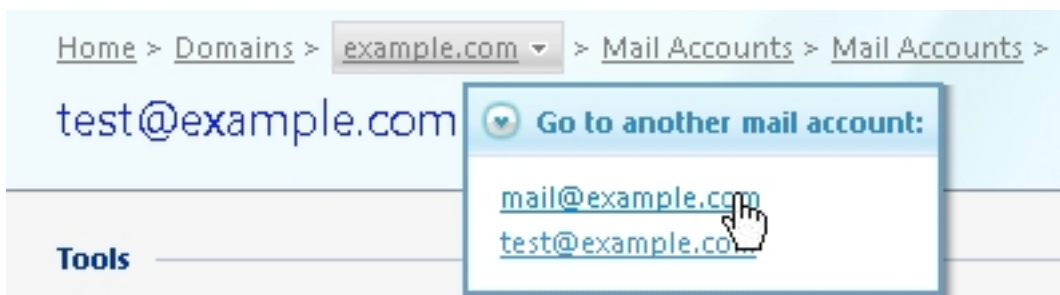 Home > Domains > example.com > Mail Accounts > Mail Accounts >
test@example.com
Go to another mail account:
mail@example.com
test@example.com
Tools